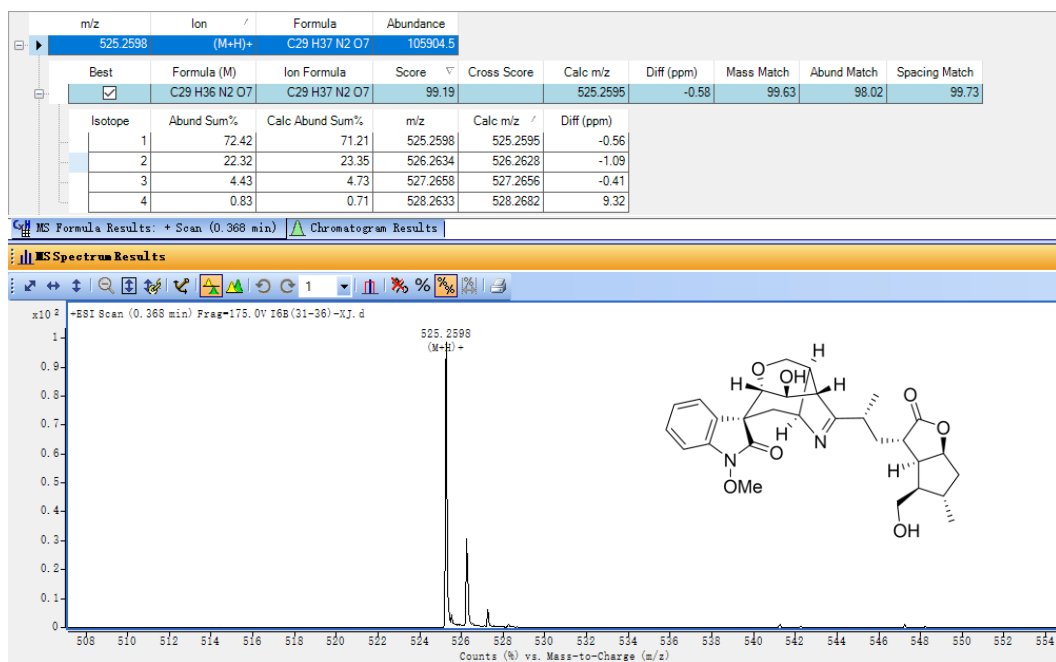 m/z Ion Formula Abundance
525.2598 (M+H)+ C29 H37 N2 O7 105904.5
Best Formula (M) Ion Formula Score Cross Score Calc m/z Diff (ppm) Mass Match Abund Match Spacing Match
C29 H36 N2 O7 C29 H37 N2 O7 99.19 525.2595 -0.58 99.63 98.02 99.73
Isotope Abund Sum% Calc Abund Sum% m/z Calc m/z Diff (ppm)
1 72.42 71.21 525.2598 525.2595 -0.56
2 22.32 23.35 526.2634 526.2628 -1.09
3 4.43 4.73 527.2658 527.2656 -0.41
4 0.83 0.71 528.2633 528.2682 9.32
MS Formula Results: + Scan (0.368 min) Chromatogram Results
MS Spectrum Results
1
x10 2 +ESI Scan (0.368 min) Frag=175.0V I6B(31-36)-XJ.d
525.2598
(M+H)+
1
0.9
0.8
0.7
0.6
0.5
0.4
0.3
0.2
0.1
0
H
O
OH
H
H
O
O
H
N
O
N
H
OMe
OH
508 510 512 514 516 518 520 522 524 526 528 530 532 534 536 538 540 542 544 546 548 550 552 554
Counts (%) vs. Mass-to-Charge (m/z)